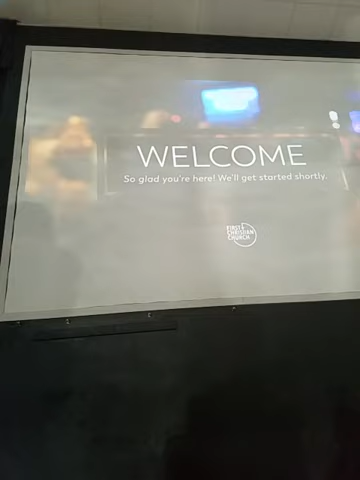 WELCOME
So glad you're here! We'll get started shortly.
FIRST
CHRISTIAN
CHURCH